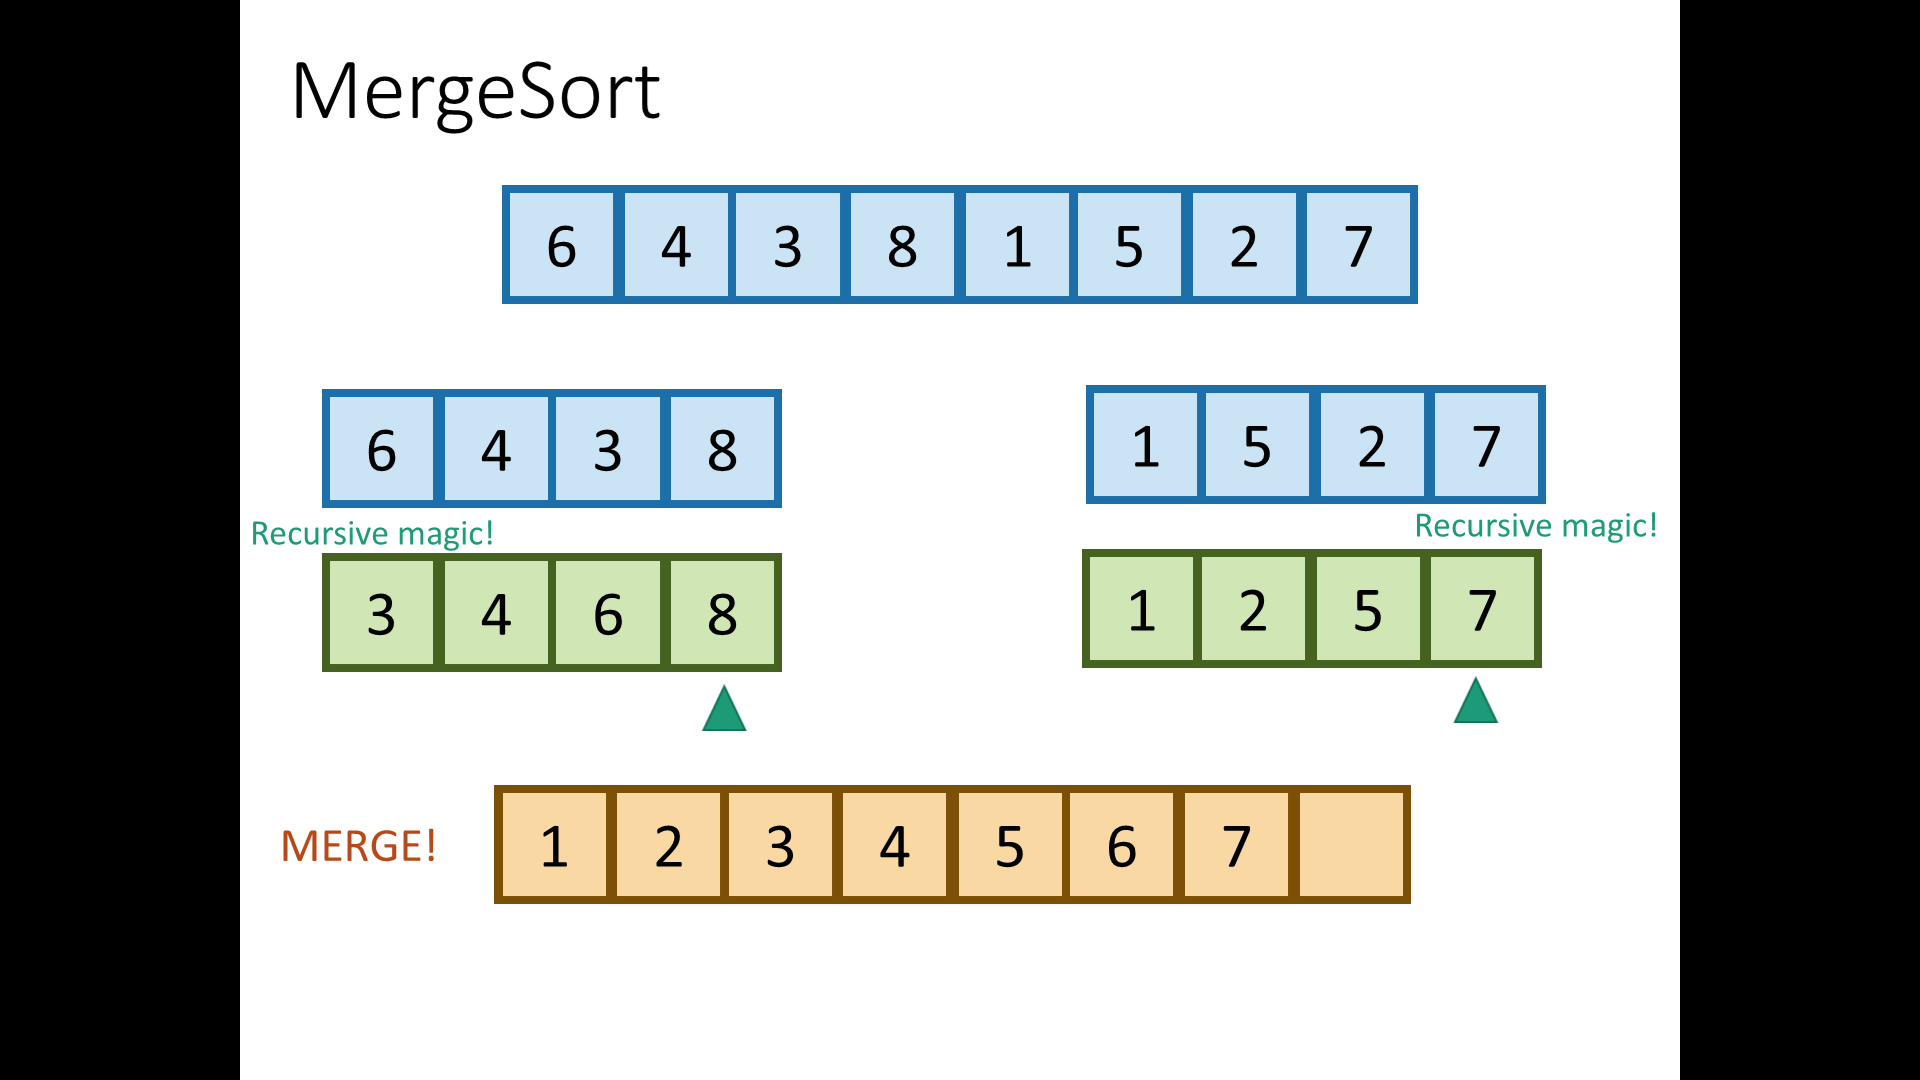 MergeSort
6 4 3 8 1 5 2 7
6 4 3 8
1 5 2 7
Recursive magic!
Recursive magic!
3 4 6 8
1 2 5 7
MERGE!
1 2 3 4 5 6 7